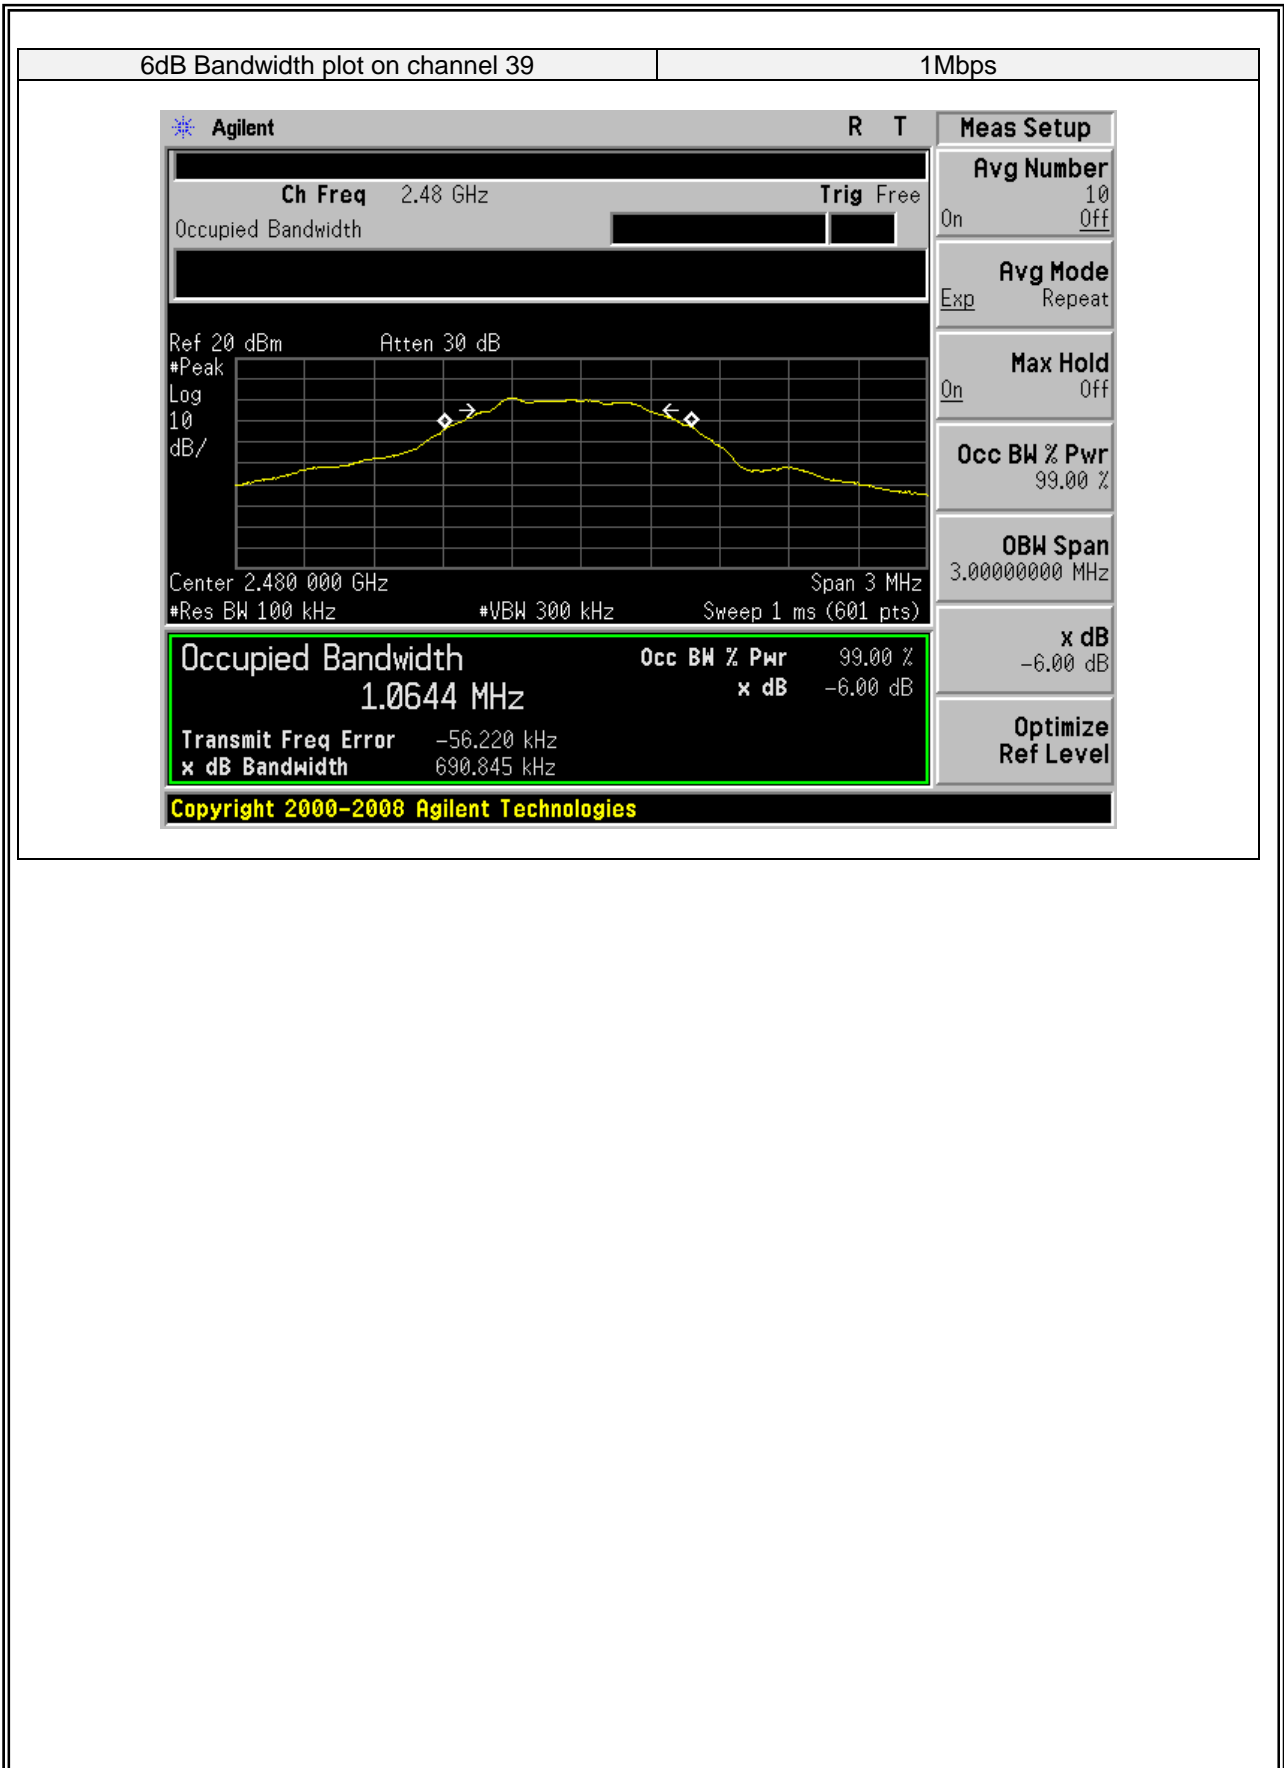 6dB Bandwidth plot on channel 39 1Mbps
Agilent R T
Ch Freq 2.48 GHz Trig Free
Occupied Bandwidth
Ref 20 dBm Atten 30 dB
#Peak
Log
10
dB/
Center 2.480 000 GHz Span 3 MHz
#Res BW 100 kHz #VBW 300 kHz Sweep 1 ms (601 pts)
Occupied Bandwidth Occ BW % Pwr 99.00 %
1.0644 MHz x dB -6.00 dB
Transmit Freq Error -56.220 kHz
x dB Bandwidth 690.845 kHz
Copyright 2000-2008 Agilent Technologies
Meas Setup
Avg Number
10
On Off
Avg Mode
Exp Repeat
Max Hold
On Off
Occ BW % Pwr
99.00 %
OBW Span
3.00000000 MHz
x dB
-6.00 dB
Optimize
Ref Level